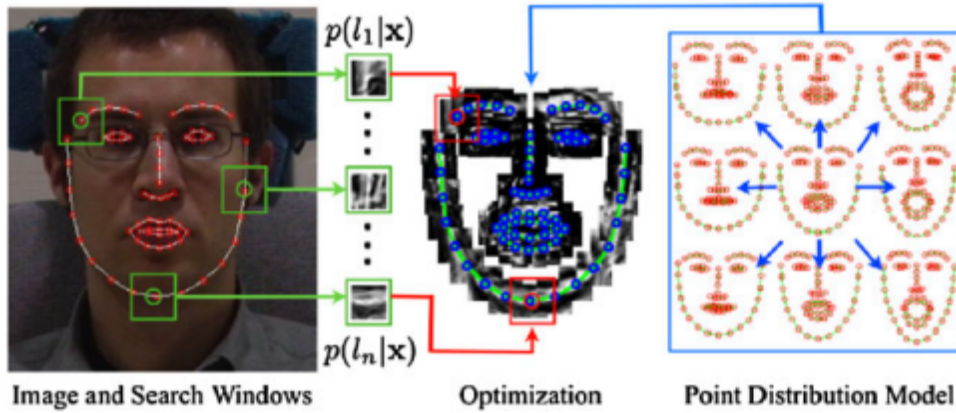 p(l₁|x)
p(lₙ|x)
Image and Search Windows
Optimization
Point Distribution Model